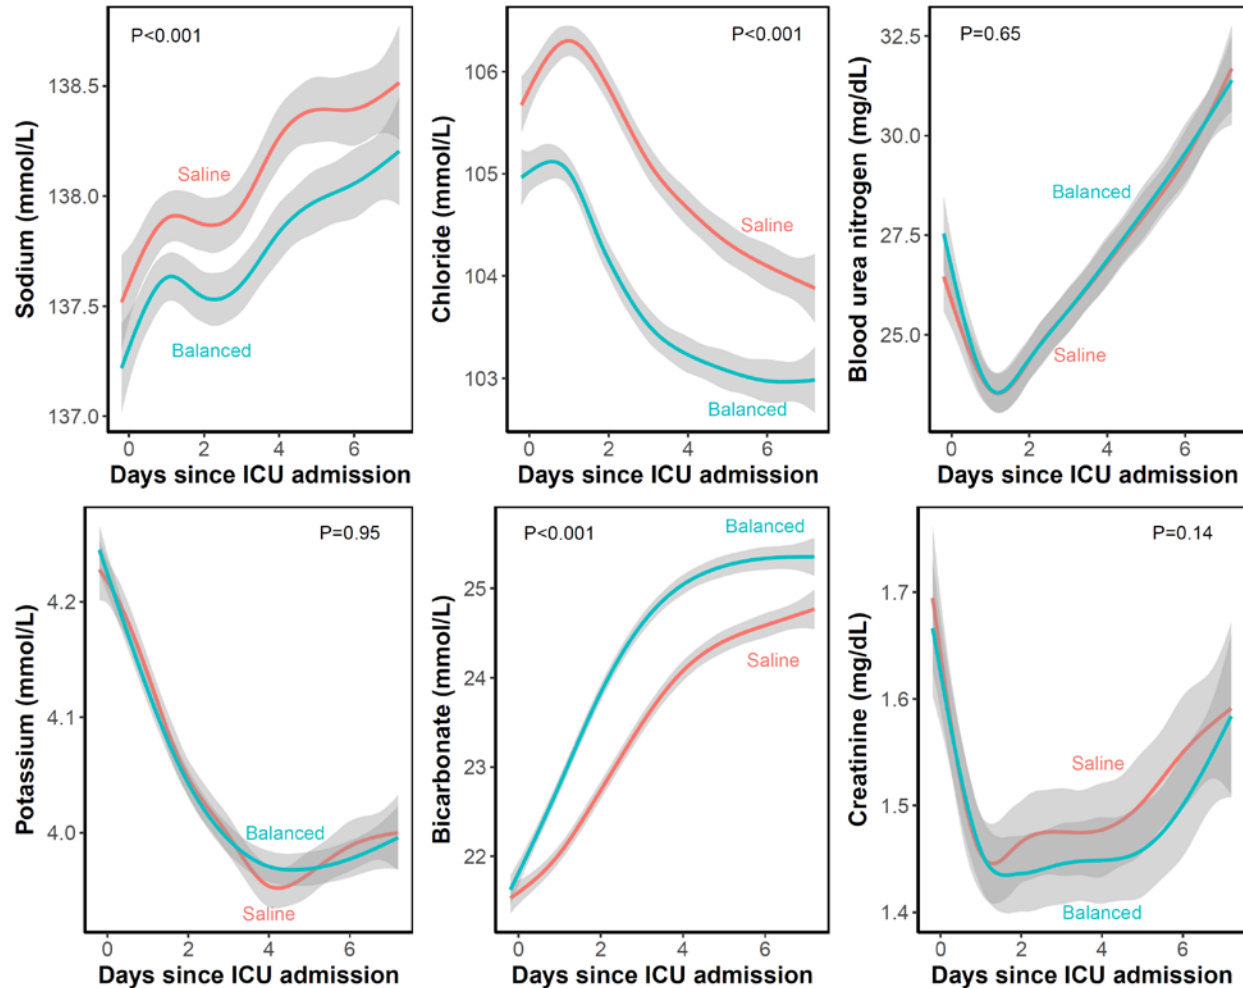 P<0.001
Sodium (mmol/L)
138.5
138.0
137.5
137.0
Saline
Balanced
0 2 4 6
Days since ICU admission
P<0.001
Chloride (mmol/L)
106
105
104
103
Saline
Balanced
0 2 4 6
Days since ICU admission
P=0.65
Blood urea nitrogen (mg/dL)
32.5
30.0
27.5
25.0
Balanced
Saline
0 2 4 6
Days since ICU admission
P=0.95
Potassium (mmol/L)
4.2
4.1
4.0
Balanced
Saline
0 2 4 6
Days since ICU admission
P<0.001
Bicarbonate (mmol/L)
25
24
23
22
Balanced
Saline
0 2 4 6
Days since ICU admission
P=0.14
Creatinine (mg/dL)
1.7
1.6
1.5
1.4
Saline
Balanced
0 2 4 6
Days since ICU admission